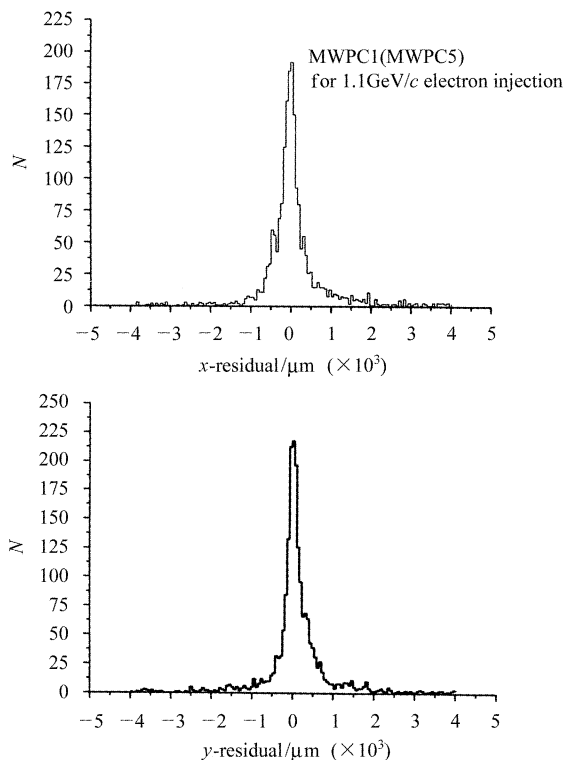 225
200
175
150
125
100
75
50
25
0
N
MWPC1(MWPC5)
for 1.1GeV/c electron injection
−5 −4 −3 −2 −1 0 1 2 3 4 5
x-residual/μm (×10³)
250
225
200
175
150
125
100
75
50
25
0
N
−5 −4 −3 −2 −1 0 1 2 3 4 5
y-residual/μm (×10³)